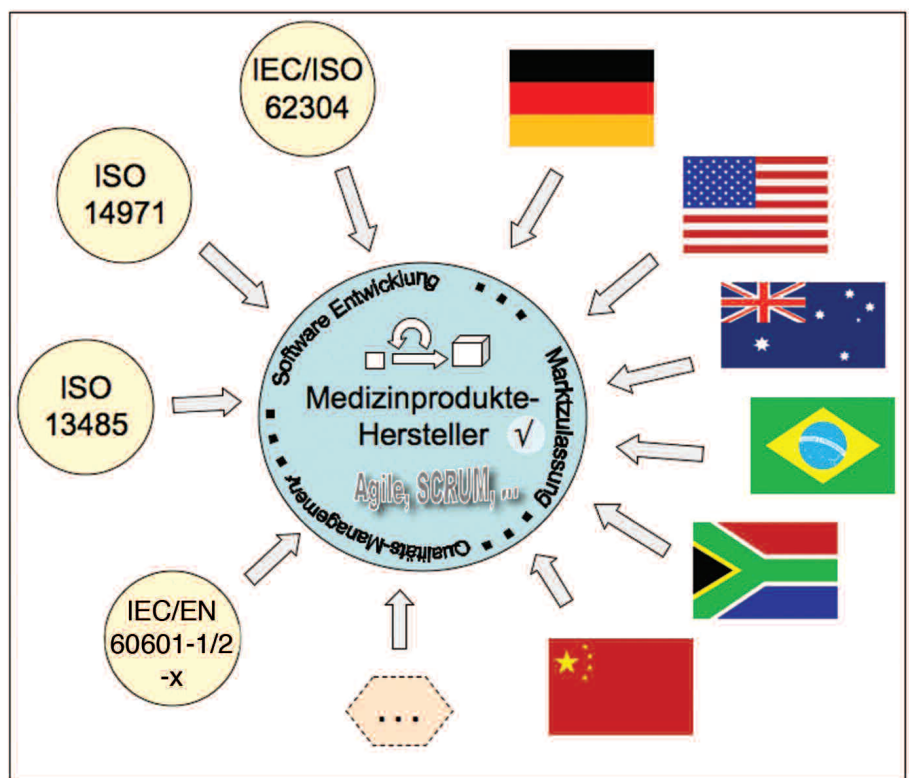 IEC/ISO
62304
ISO
14971
ISO
13485
IEC/EN
60601-1/2
-x
...
Software Entwicklung
Marktzulassung
Qualitäts-Management
Medizinprodukte-
Hersteller √
Agile, SCRUM, ...